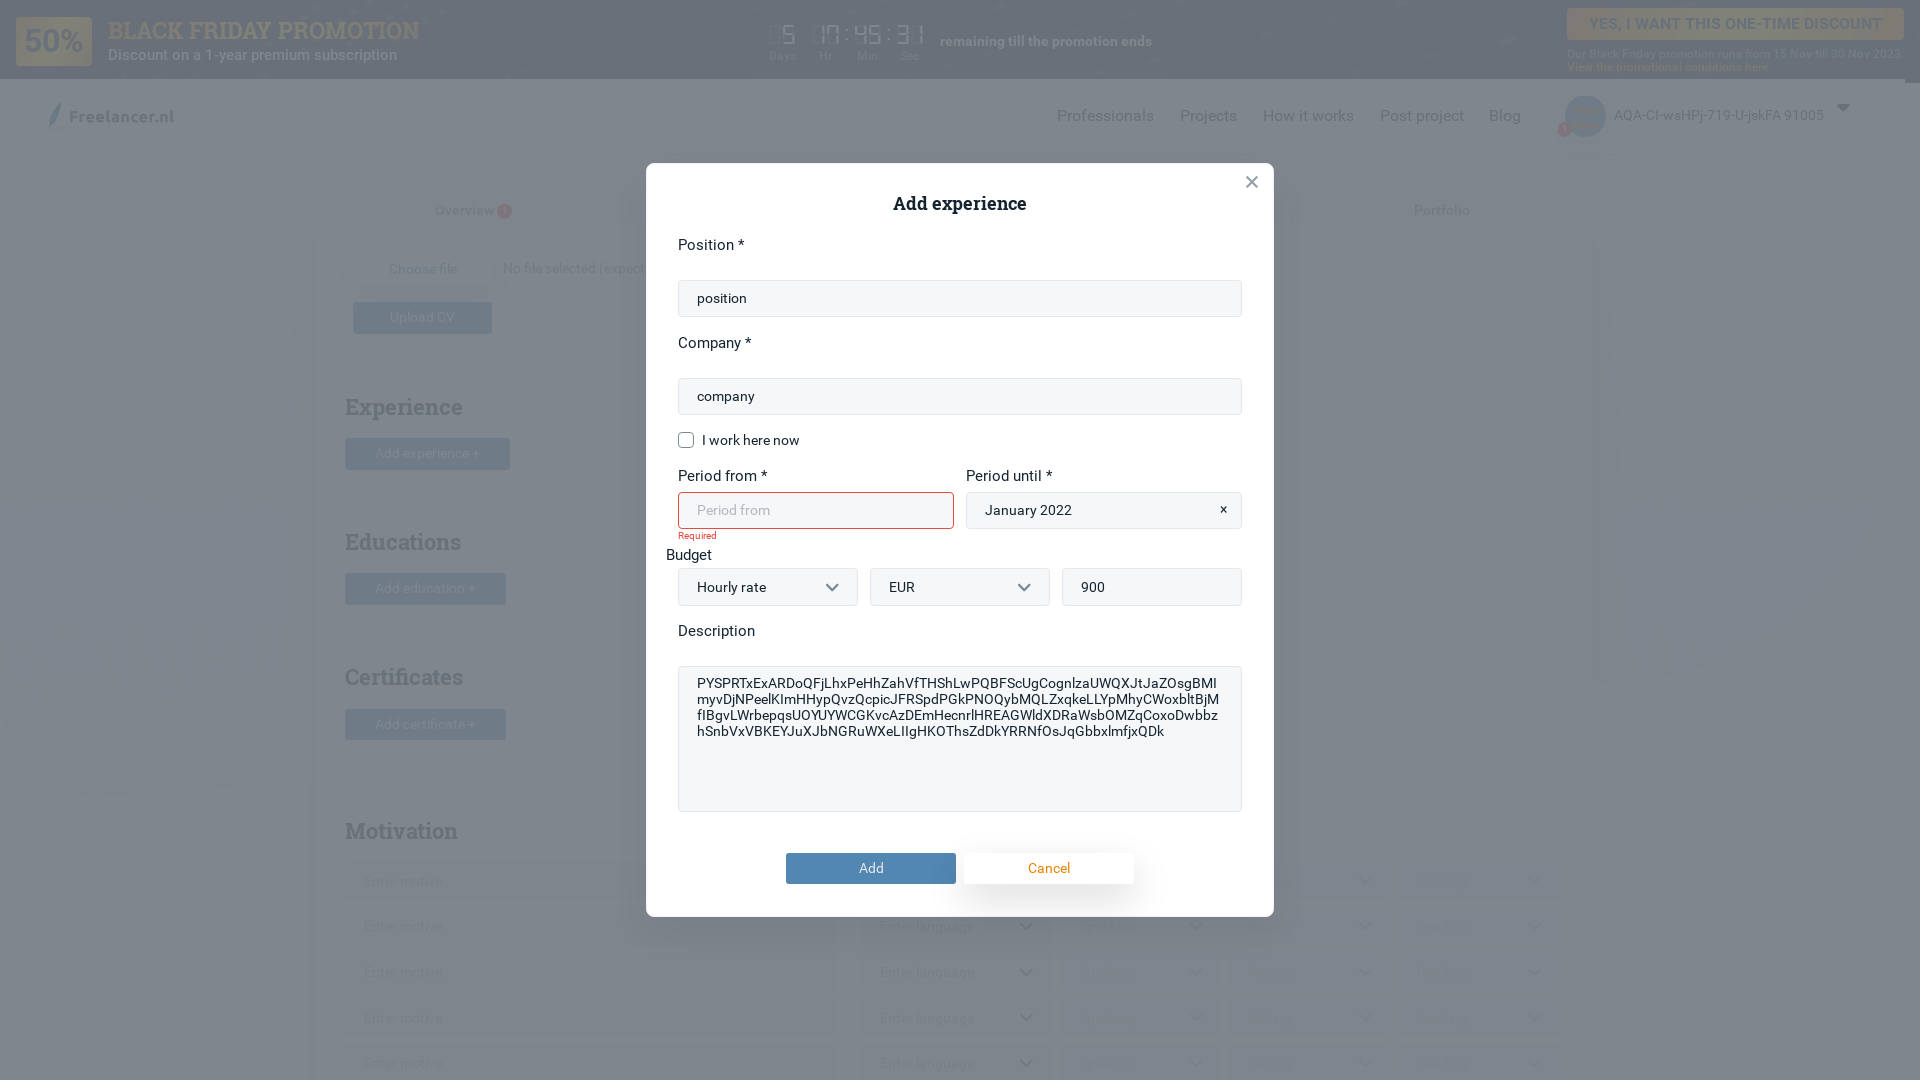 50%
BLACK FRIDAY PROMOTION
Discount on a 1-year premium subscription
5 17:45:31
Days Hr Min Sec
remaining till the promotion ends
YES, I WANT THIS ONE-TIME DISCOUNT
Our Black Friday promotion runs from 15 Nov till 30 Nov 2023.
View the promotional conditions here.
Freelancer.nl
Professionals
Projects
How it works
Post project
Blog
1
AQA-CI-wsHPj-719-U-jskFA 91005
Overview
Portfolio
Choose file
No file selected (expect
Upload CV
Experience
Add experience +
Educations
Add education +
Certificates
Add certificate +
Motivation
Enter motive
Enter motive
Enter language
Enter motive
Enter language
Enter motive
Enter language
Enter motive
Enter language
×
Add experience
Position *
position
Company *
company
I work here now
Period from *
Period until *
Period from
January 2022
×
Required
Budget
Hourly rate
EUR
900
Description
PYSPRTxExARDoQFjLhxPeHhZahVfTHShLwPQBFScUgCognlzaUWQXJtJaZOsgBMI
myvDjNPeelKImHHypQvzQcpicJFRSpdPGkPNOQybMQLZxqkeLLYpMhyCWoxbltBjM
fIBgvLWrbepqsUOYUYWCGKvcAzDEmHecnrlHREAGWldXDRaWsbOMZqCoxoDwbbz
hSnbVxVBKEYJuXJbNGRuWXeLIIgHKOThsZdDkYRRNfOsJqGbbxlmfjxQDk
Add
Cancel